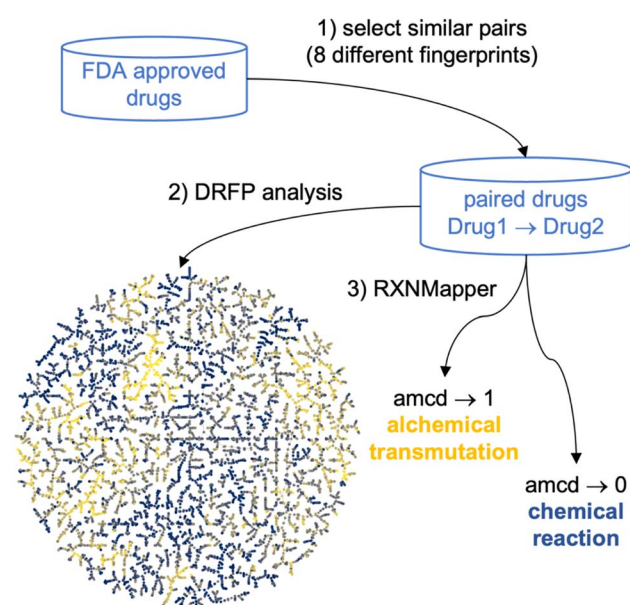 1) select similar pairs
(8 different fingerprints)
FDA approved
drugs
2) DRFP analysis
paired drugs
Drug1 → Drug2
3) RXNMapper
amcd → 1
alchemical
transmutation
amcd → 0
chemical
reaction